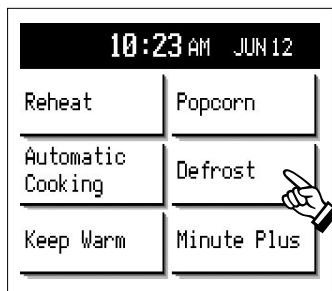 10:23 AM JUN 12
Reheat
Popcorn
Automatic
Cooking
Defrost
Keep Warm
Minute Plus